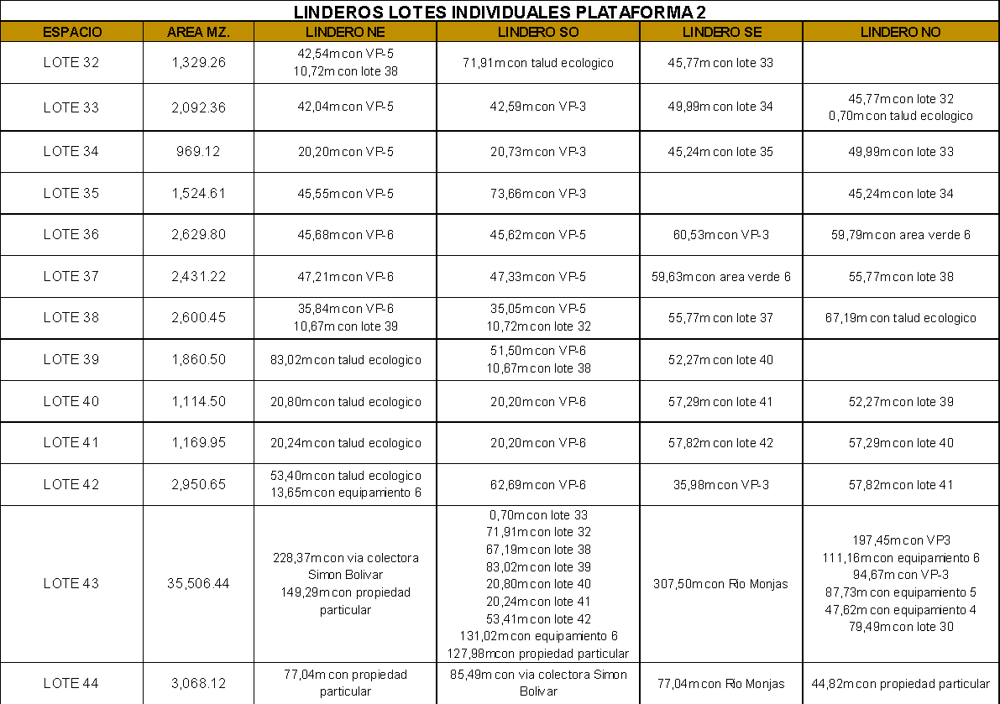 LINDEROS LOTES INDIVIDUALES PLATAFORMA 2
ESPACIO AREA MZ. LINDERO NE LINDERO SO LINDERO SE LINDERO NO
LOTE 32 1,329.26 42,54m con VP-5 71,91m con talud ecologico 45,77m con lote 33
10,72m con lote 38
LOTE 33 2,092.36 42,04m con VP-5 42,59m con VP-3 49,99m con lote 34 45,77m con lote 32
0,70m con talud ecologico
LOTE 34 969.12 20,20m con VP-5 20,73m con VP-3 45,24m con lote 35 49,99m con lote 33
LOTE 35 1,524.61 45,55m con VP-5 73,66m con VP-3 45,24m con lote 34
LOTE 36 2,629.80 45,68m con VP-6 45,62m con VP-5 60,53m con VP-3 59,79m con area verde 6
LOTE 37 2,431.22 47,21m con VP-6 47,33m con VP-5 59,63m con area verde 6 55,77m con lote 38
LOTE 38 2,600.45 35,84m con VP-6 35,05m con VP-5 55,77m con lote 37 67,19m con talud ecologico
10,67m con lote 39 10,72m con lote 32
LOTE 39 1,860.50 83,02m con talud ecologico 51,50m con VP-6 52,27m con lote 40
10,67m con lote 38
LOTE 40 1,114.50 20,80m con talud ecologico 20,20m con VP-6 57,29m con lote 41 52,27m con lote 39
LOTE 41 1,169.95 20,24m con talud ecologico 20,20m con VP-6 57,82m con lote 42 57,29m con lote 40
LOTE 42 2,950.65 53,40m con talud ecologico 62,69m con VP-6 35,98m con VP-3 57,82m con lote 41
13,65m con equipamiento 6
LOTE 43 35,506.44
228,37m con via colectora
Simon Bolivar
149,29m con propiedad
particular
0,70m con lote 33
71,91m con lote 32
67,19m con lote 38
83,02m con lote 39
20,80m con lote 40
20,24m con lote 41
53,41m con lote 42
131,02m con equipamiento 6
127,98mcon propiedad particular
307,50m con Rio Monjas
197,45m con VP3
111,16m con equipamiento 6
94,67m con VP-3
87,73m con equipamiento 5
47,62m con equipamiento 4
79,49m con lote 30
LOTE 44 3,068.12
77,04m con propiedad
particular
85,49m con via colectora Simon
Bolivar
77,04m con Rio Monjas
44,82m con propiedad particular